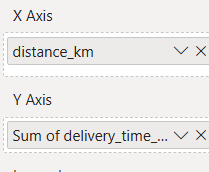 X Axis
distance_km
Y Axis
Sum of delivery_time_...